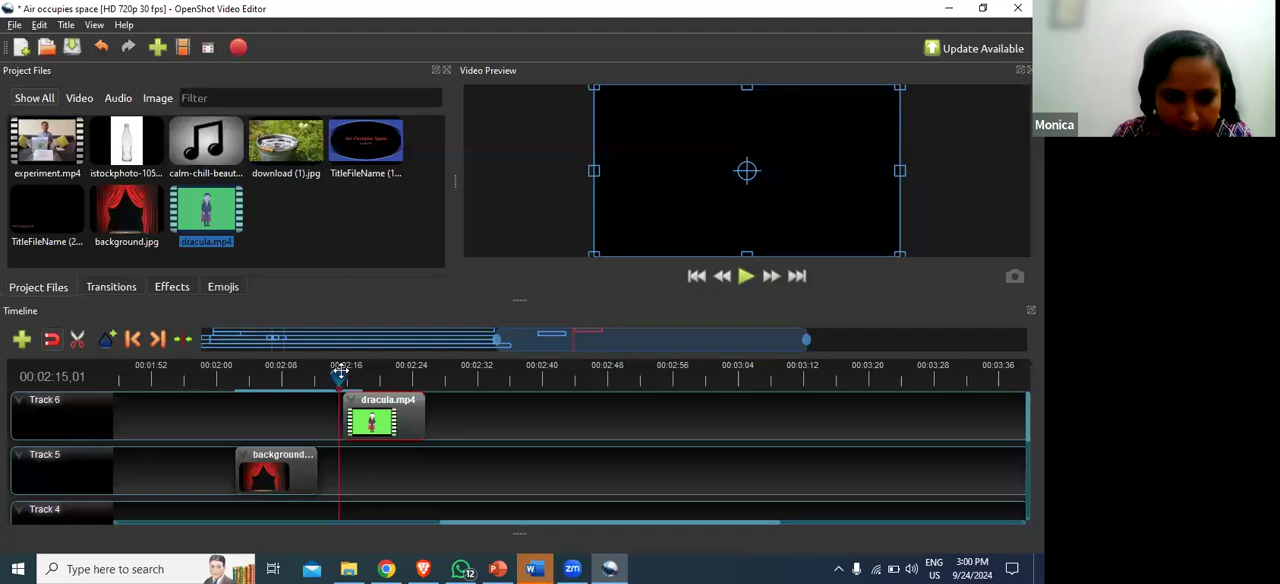 * Air occupies space [HD 720p 30 fps] - OpenShot Video Editor
File Edit Title View Help
Update Available
Project Files
Video Preview
Show All Video Audio Image Filter
experiment.mp4 istockphoto-105... calm-chill-beaut... download (1).jpg TitleFileName (1...
TitleFileName (2... background.jpg dracula.mp4
Project Files Transitions Effects Emojis
Timeline
00:02:15,01
00:01:52 00:02:00 00:02:08 00:02:16 00:02:24 00:02:32 00:02:40 00:02:48 00:02:56 00:03:04 00:03:12 00:03:20 00:03:28 00:03:36
Track 6
dracula.mp4
Track 5
background...
Track 4
Monica
Type here to search
12
ENG
US
3:00 PM
9/24/2024